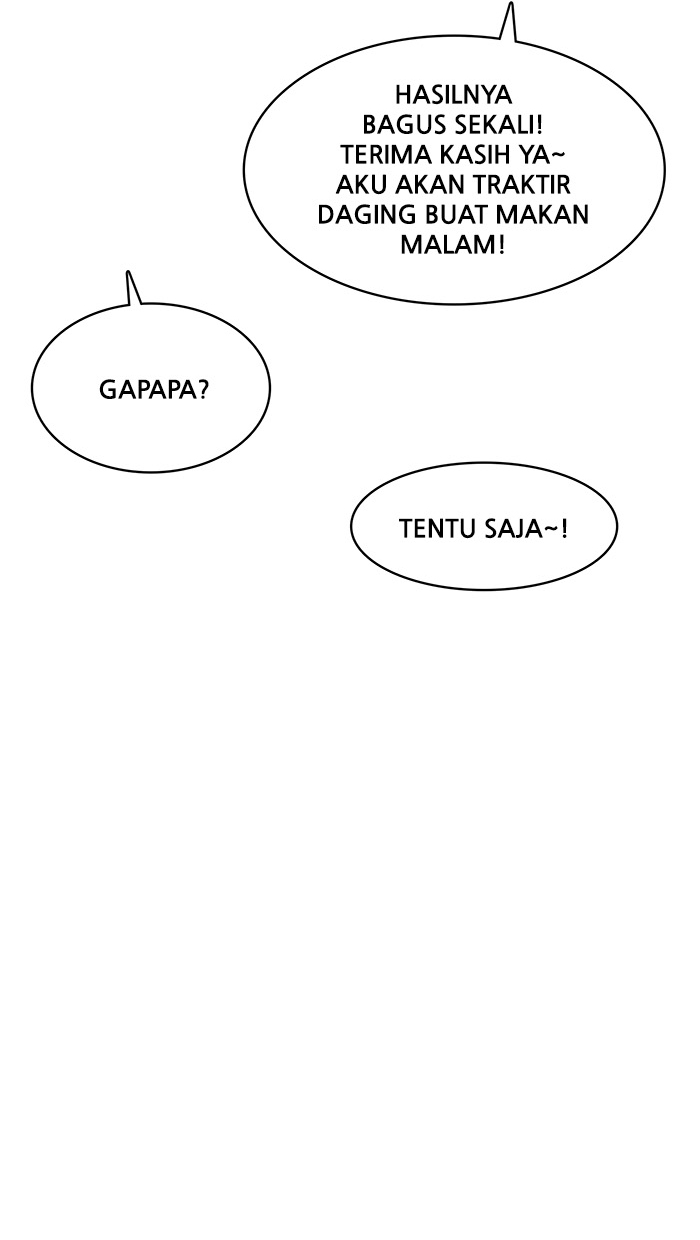 HASILNYA
BAGUS SEKALI!
TERIMA KASIH YA~
AKU AKAN TRAKTIR
DAGING BUAT MAKAN
MALAM!
GAPAPA?
TENTU SAJA~!